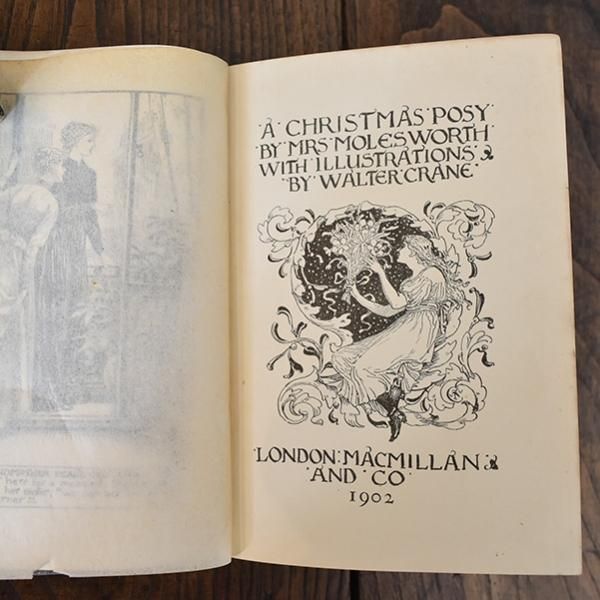 ·A·CHRISTMAS·POSY·
·BY·MRS·MOLESWORTH·
WITH·ILLUSTRATIONS·
·BY·WALTER·CRANE·
·LONDON:MACMILLAN·
·AND·CO·
1902